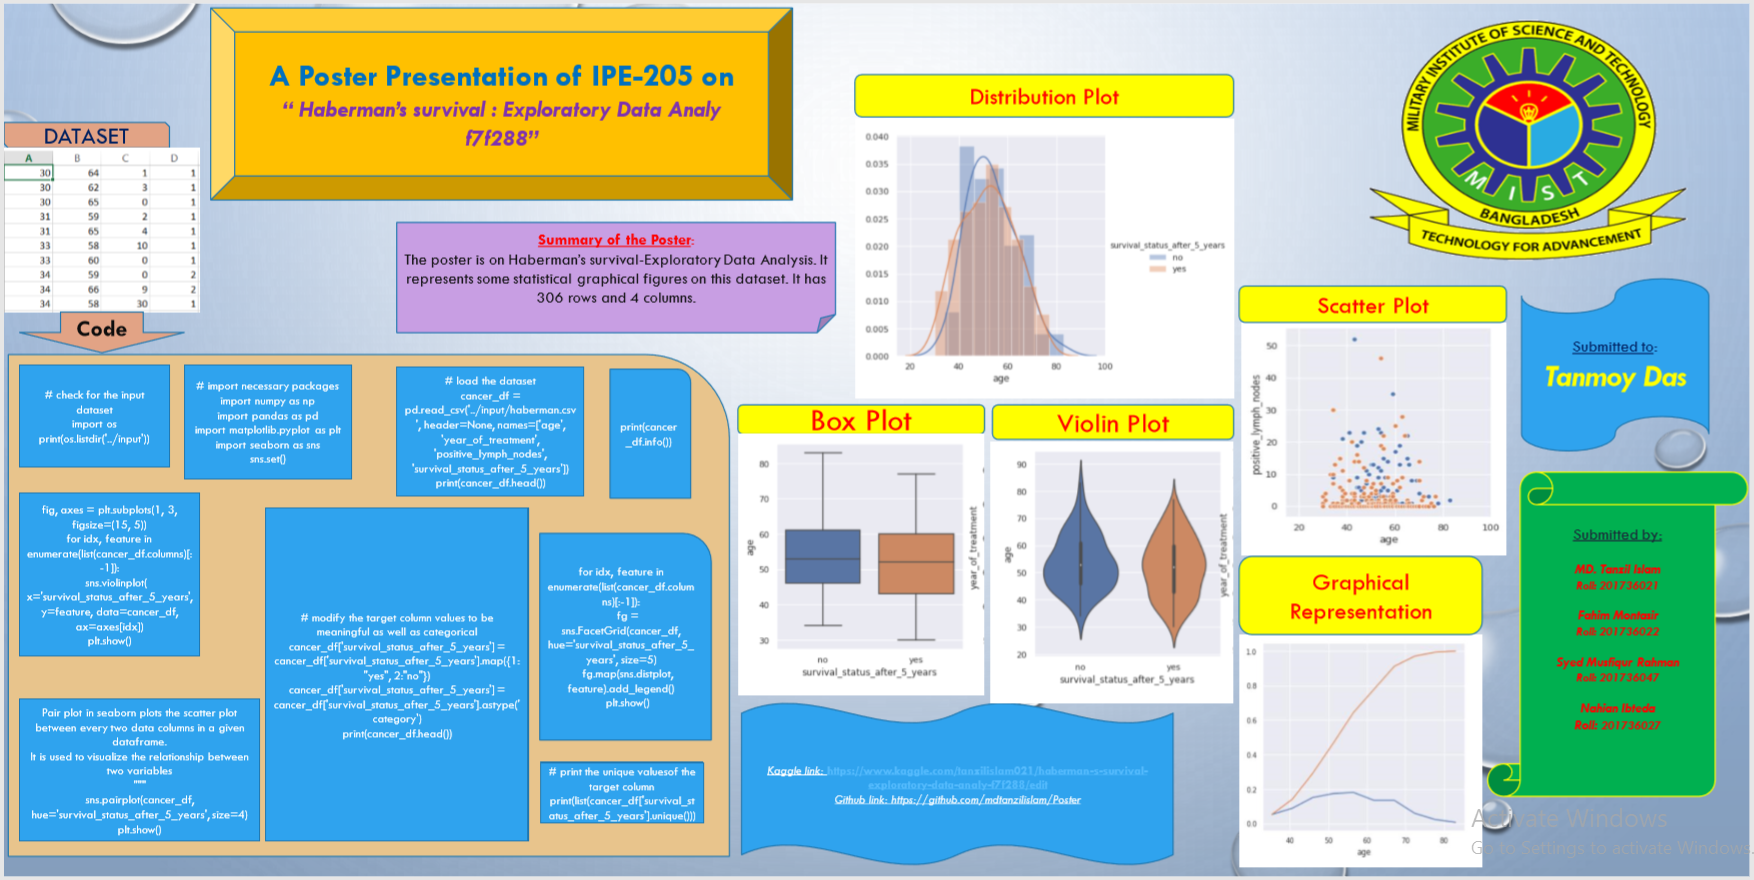 A Poster Presentation of IPE-205 on
“ Haberman's survival : Exploratory Data Analy
f7f288”
DATASET
A B C D
30 64 1 1
30 62 3 1
30 65 0 1
31 59 2 1
31 65 4 1
33 58 10 1
33 60 0 1
34 59 0 2
34 66 9 2
34 58 30 1
Code
Summary of the Poster:
The poster is on Haberman's survival-Exploratory Data Analysis. It
represents some statistical graphical figures on this dataset. It has
306 rows and 4 columns.
# check for the input
dataset
import os
print(os.listdir('../input'))
# import necessary packages
import numpy as np
import pandas as pd
import matplotlib.pyplot as plt
import seaborn as sns
sns.set()
# load the dataset
cancer_df =
pd.read_csv('../input/haberman.csv
', header=None, names=['age',
'year_of_treatment',
'positive_lymph_nodes',
'survival_status_after_5_years'])
print(cancer_df.head())
print(cancer
_df.info())
fig, axes = plt.subplots(1, 3,
figsize=(15, 5))
for idx, feature in
enumerate(list(cancer_df.columns)[:
-1]):
sns.violinplot(
x='survival_status_after_5_years',
y=feature, data=cancer_df,
ax=axes[idx])
plt.show()
# modify the target column values to be
meaningful as well as categorical
cancer_df['survival_status_after_5_years'] =
cancer_df['survival_status_after_5_years'].map({1:
"yes", 2:"no"})
cancer_df['survival_status_after_5_years'] =
cancer_df['survival_status_after_5_years'].astype('
category')
print(cancer_df.head())
for idx, feature in
enumerate(list(cancer_df.colum
ns)[:-1]):
fg =
sns.FacetGrid(cancer_df,
hue='survival_status_after_5_
years', size=5)
fg.map(sns.distplot,
feature).add_legend()
plt.show()
Pair plot in seaborn plots the scatter plot
between every two data columns in a given
dataframe.
It is used to visualize the relationship between
two variables
"""
sns.pairplot(cancer_df,
hue='survival_status_after_5_years', size=4)
plt.show()
# print the unique valuesof the
target column
print(list(cancer_df['survival_st
atus_after_5_years'].unique()))
Distribution Plot
0.040
0.035
0.030
0.025
0.020
0.015
0.010
0.005
0.000
20 40 60 80 100
age
survival_status_after_5_years
no
yes
Box Plot
80
70
60
50
40
30
age
no yes
survival_status_after_5_years
year_of_treatment
Violin Plot
90
80
70
60
50
40
30
20
age
no yes
survival_status_after_5_years
year_of_treatment
Kaggle link: https://www.kaggle.com/tanzilislam021/haberman-s-survival-
exploratory-data-analy-f7f288/edit
Github link: https://github.com/mdtanzilislam/Poster
MILITARY INSTITUTE OF SCIENCE AND TECHNOLOGY
MIST
BANGLADESH
TECHNOLOGY FOR ADVANCEMENT
Scatter Plot
50
40
30
20
10
0
positive_lymph_nodes
20 40 60 80 100
age
Graphical
Representation
1.0
0.8
0.6
0.4
0.2
0.0
40 50 60 70 80
age
Submitted to:
Tanmoy Das
Submitted by:
MD. Tanzil Islam
Roll: 201736021
Fahim Montasir
Roll: 201736022
Syed Musfiqur Rahman
Roll: 201736047
Nahian Ibteda
Roll: 201736027
Activate Windows
Go to Settings to activate Windows.